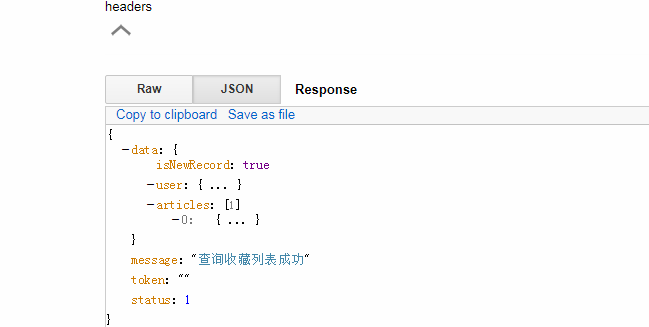 headers
Raw JSON Response
Copy to clipboard Save as file
{
−data: {
isNewRecord: true
−user: { ... }
−articles: [1]
−0: { ... }
}
message: "查询收藏列表成功"
token: ""
status: 1
}